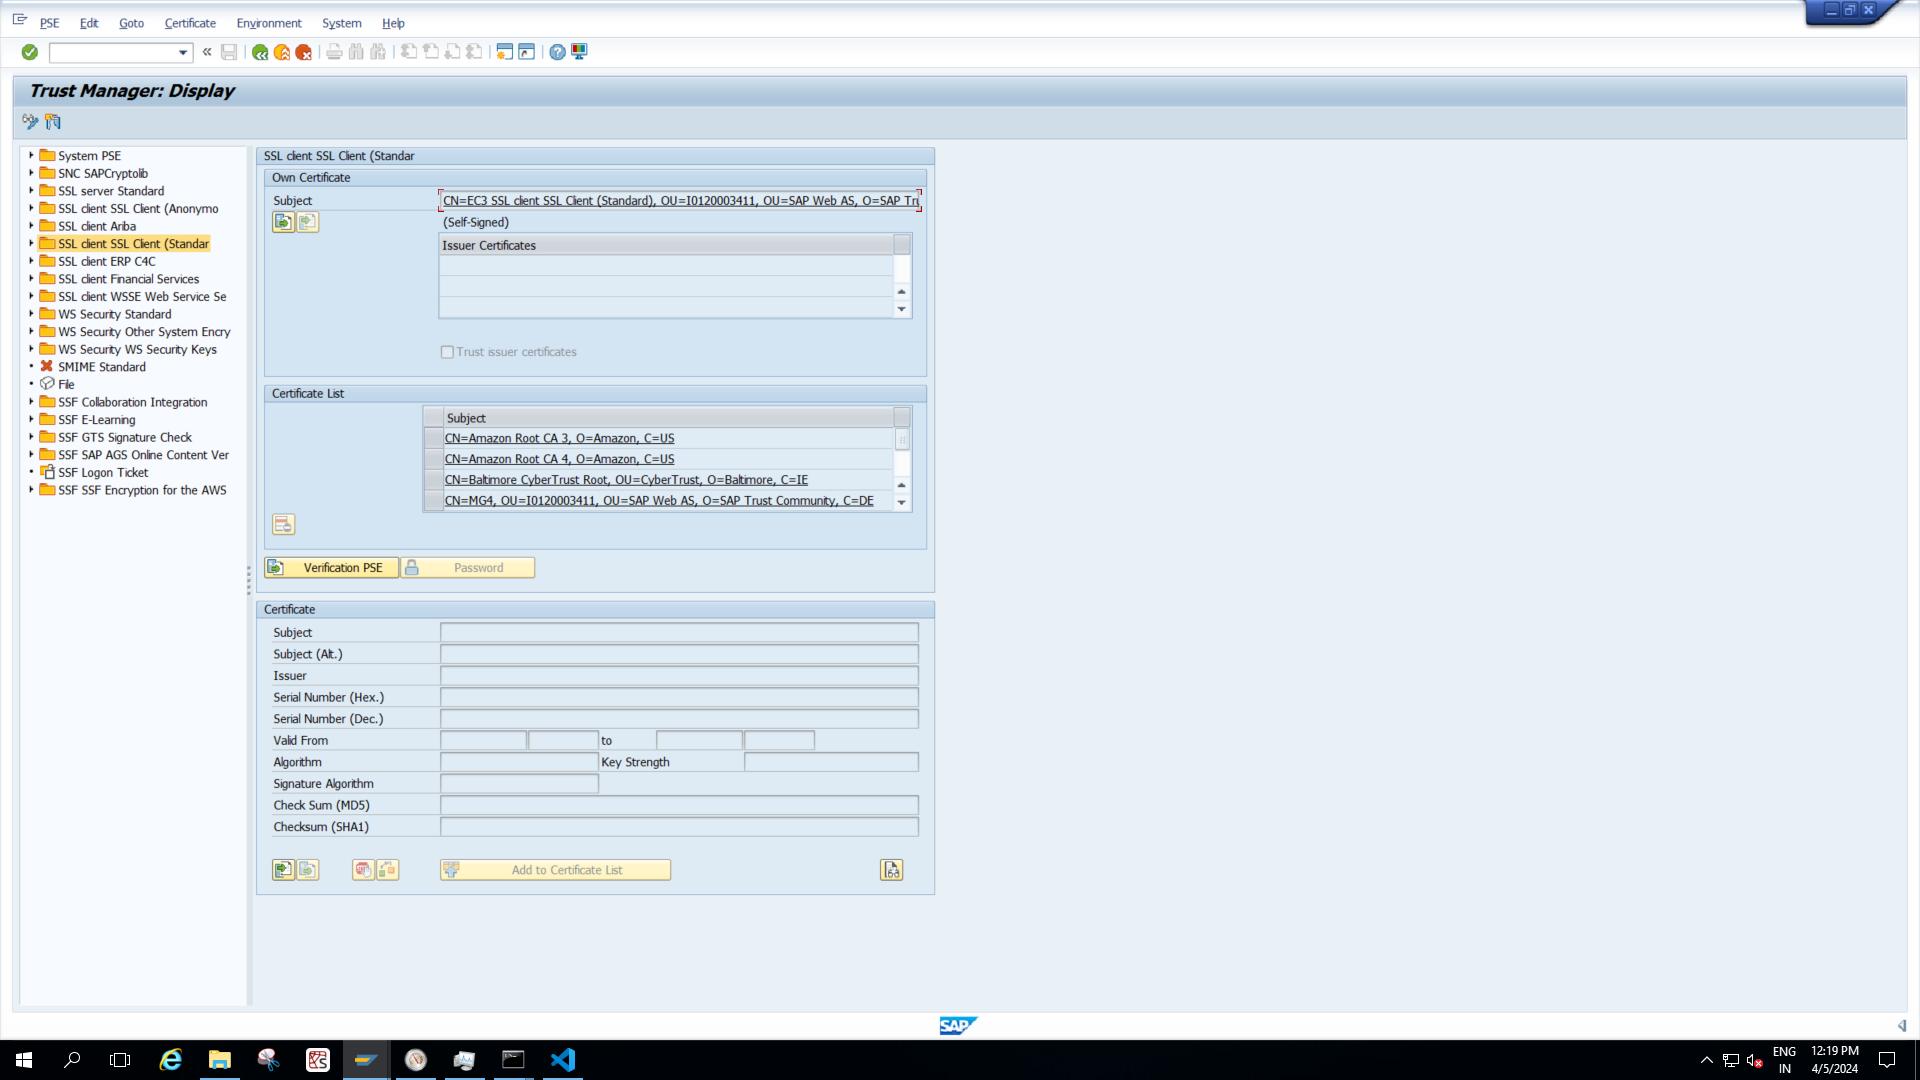 PSE Edit Goto Certificate Environment System Help
Trust Manager: Display
System PSE
SNC SAPCryptolib
SSL server Standard
SSL client SSL Client (Anonymo
SSL client Ariba
SSL client SSL Client (Standar
SSL client ERP C4C
SSL client Financial Services
SSL client WSSE Web Service Se
WS Security Standard
WS Security Other System Encry
WS Security WS Security Keys
SMIME Standard
File
SSF Collaboration Integration
SSF E-Learning
SSF GTS Signature Check
SSF SAP AGS Online Content Ver
SSF Logon Ticket
SSF SSF Encryption for the AWS
SSL client SSL Client (Standar
Own Certificate
Subject CN=EC3 SSL client SSL Client (Standard), OU=I0120003411, OU=SAP Web AS, O=SAP Tru
(Self-Signed)
Issuer Certificates
Trust issuer certificates
Certificate List
Subject
CN=Amazon Root CA 3, O=Amazon, C=US
CN=Amazon Root CA 4, O=Amazon, C=US
CN=Baltimore CyberTrust Root, OU=CyberTrust, O=Baltimore, C=IE
CN=MG4, OU=I0120003411, OU=SAP Web AS, O=SAP Trust Community, C=DE
Verification PSE Password
Certificate
Subject
Subject (Alt.)
Issuer
Serial Number (Hex.)
Serial Number (Dec.)
Valid From to
Algorithm Key Strength
Signature Algorithm
Check Sum (MD5)
Checksum (SHA1)
Add to Certificate List
SAP
ENG 12:19 PM
IN 4/5/2024